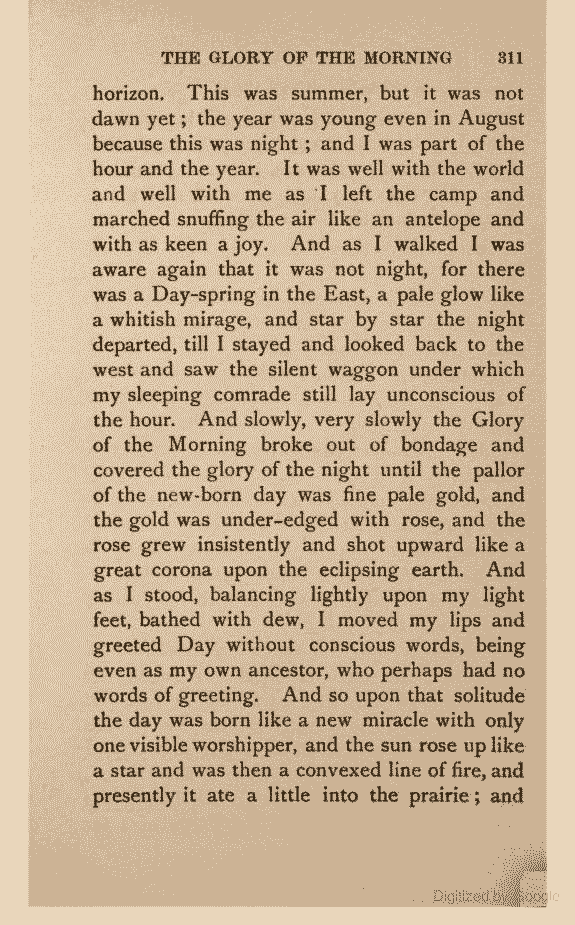 THE GLORY OF THE MORNING 311
horizon. This was summer, but it was not
dawn yet ; the year was young even in August
because this was night ; and I was part of the
hour and the year. It was well with the world
and well with me as I left the camp and
marched snuffing the air like an antelope and
with as keen a joy. And as I walked I was
aware again that it was not night, for there
was a Day-spring in the East, a pale glow like
a whitish mirage, and star by star the night
departed, till I stayed and looked back to the
west and saw the silent waggon under which
my sleeping comrade still lay unconscious of
the hour. And slowly, very slowly the Glory
of the Morning broke out of bondage and
covered the glory of the night until the pallor
of the new-born day was fine pale gold, and
the gold was under-edged with rose, and the
rose grew insistently and shot upward like a
great corona upon the eclipsing earth. And
as I stood, balancing lightly upon my light
feet, bathed with dew, I moved my lips and
greeted Day without conscious words, being
even as my own ancestor, who perhaps had no
words of greeting. And so upon that solitude
the day was born like a new miracle with only
one visible worshipper, and the sun rose up like
a star and was then a convexed line of fire, and
presently it ate a little into the prairie ; and
Digitized by Google